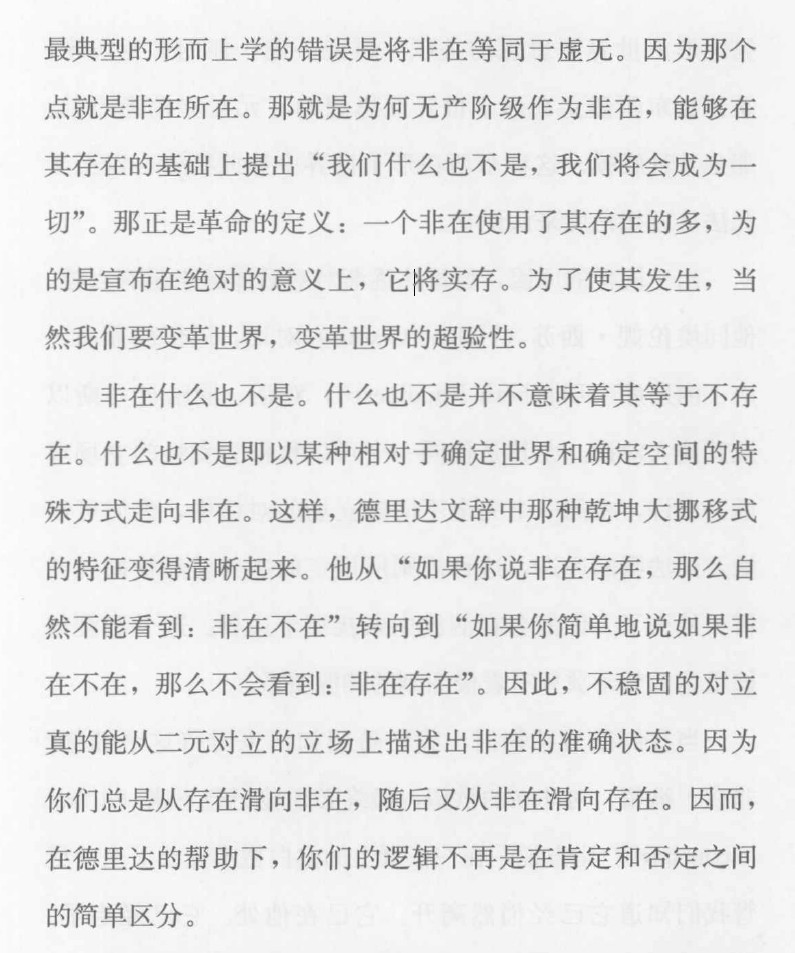 最典型的形而上学的错误是将非在等同于虚无。因为那个
点就是非在所在。那就是为何无产阶级作为非在，能够在
其存在的基础上提出“我们什么也不是，我们将会成为一
切”。那正是革命的定义：一个非在使用了其存在的多，为
的是宣布在绝对的意义上，它将实存。为了使其发生，当
然我们要变革世界，变革世界的超验性。
非在什么也不是。什么也不是并不意味着其等于不存
在。什么也不是即以某种相对于确定世界和确定空间的特
殊方式走向非在。这样，德里达文辞中那种乾坤大挪移式
的特征变得清晰起来。他从“如果你说非在存在，那么自
然不能看到：非在不在”转向到“如果你简单地说如果非
在不在，那么不会看到：非在存在”。因此，不稳固的对立
真的能从二元对立的立场上描述出非在的准确状态。因为
你们总是从存在滑向非在，随后又从非在滑向存在。因而，
在德里达的帮助下，你们的逻辑不再是在肯定和否定之间
的简单区分。